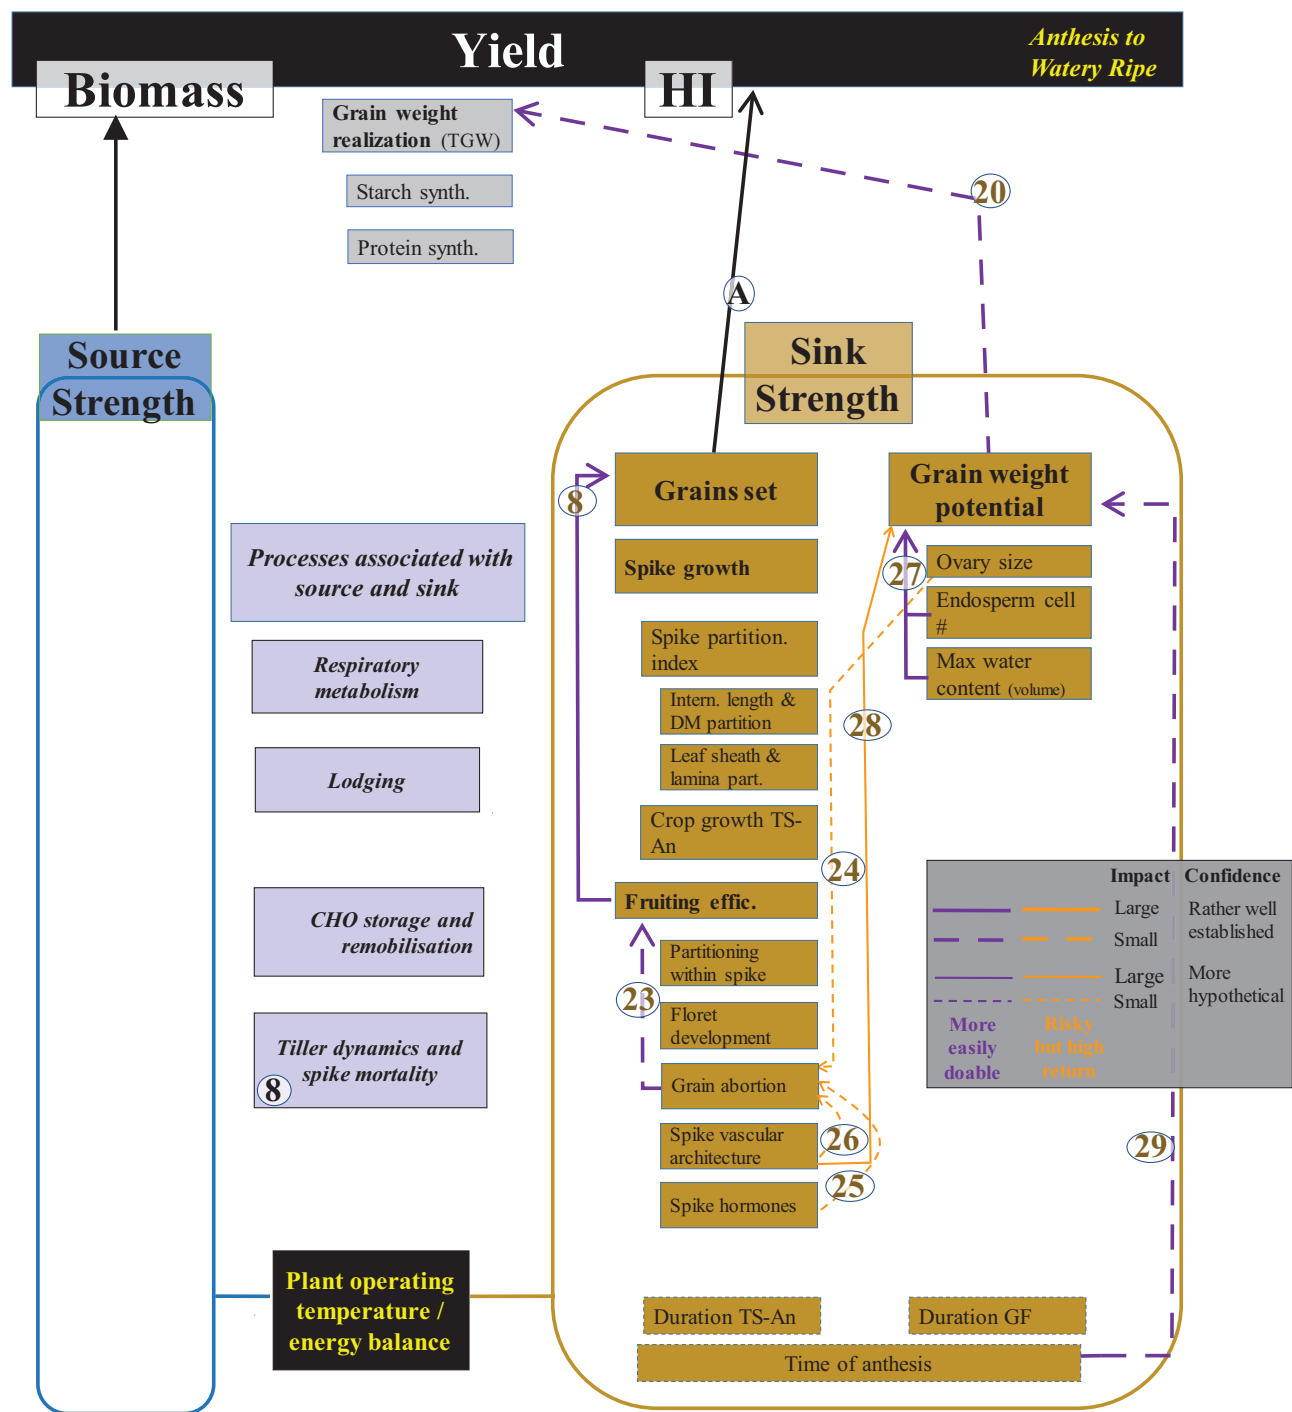 Yield
Anthesis to
Watery Ripe
Biomass
HI
Grain weight
realization (TGW)
Starch synth.
Protein synth.
20
A
Source
Strength
Sink
Strength
Grains set
Grain weight
potential
8
Processes associated with
source and sink
Spike growth
27
Ovary size
Endosperm cell
#
Max water
content (volume)
Respiratory
metabolism
Spike partition.
index
Intern. length &
DM partition
28
Leaf sheath &
lamina part.
Lodging
Crop growth TS-
An
24
Fruiting effic.
CHO storage and
remobilisation
Partitioning
within spike
23
Floret
development
Tiller dynamics and
spike mortality
8
Grain abortion
Spike vascular
architecture
26
25
Spike hormones
29
Impact Confidence
Large
Rather well
established
Small
Large
More
hypothetical
Small
More
easily
doable
Risky
but high
return
Plant operating
temperature /
energy balance
Duration TS-An
Duration GF
Time of anthesis